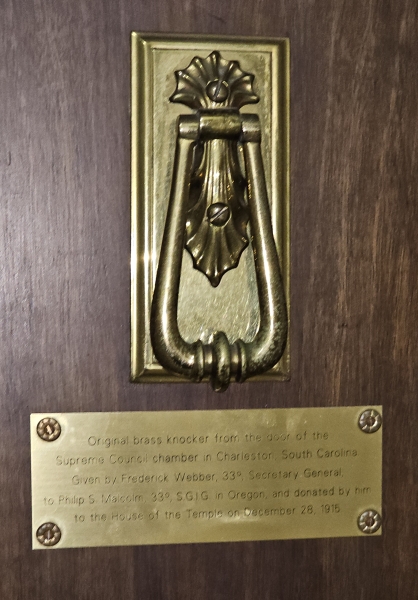 Original brass knocker from the door of the
Supreme Council chamber in Charleston, South Carolina
Given by Frederick Webber, 33º, Secretary General,
to Philip S. Malcolm 33º, S.G.I.G. in Oregon, and donated by him
to the House of the Temple on December 28, 1915